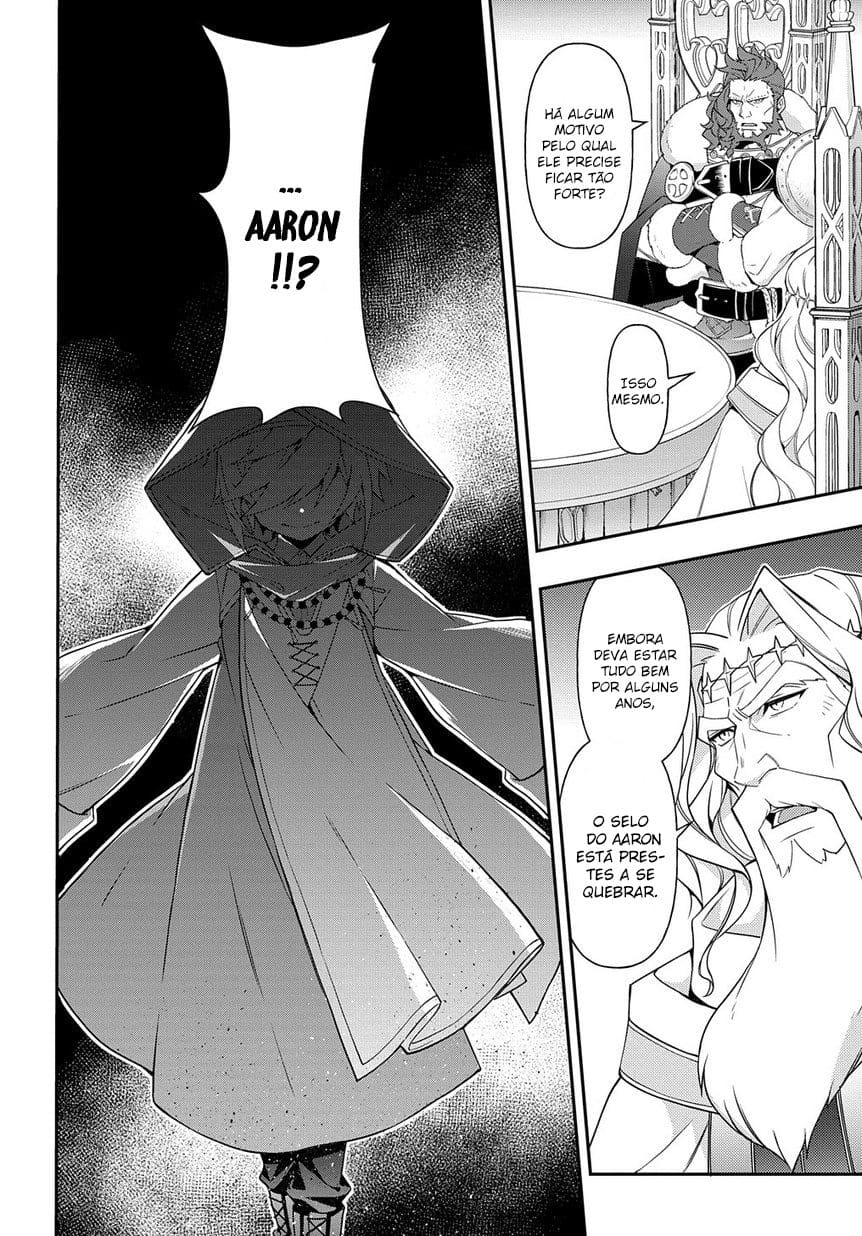 HÁ ALGUM
MOTIVO
PELO QUAL
ELE PRECISE
FICAR TÃO
FORTE?
ISSO
MESMO.
EMBORA
DEVA ESTAR
TUDO BEM
POR ALGUNS
ANOS,
O SELO
DO AARON
ESTÁ PRES-
TES A SE
QUEBRAR.
...
AARON
!!?